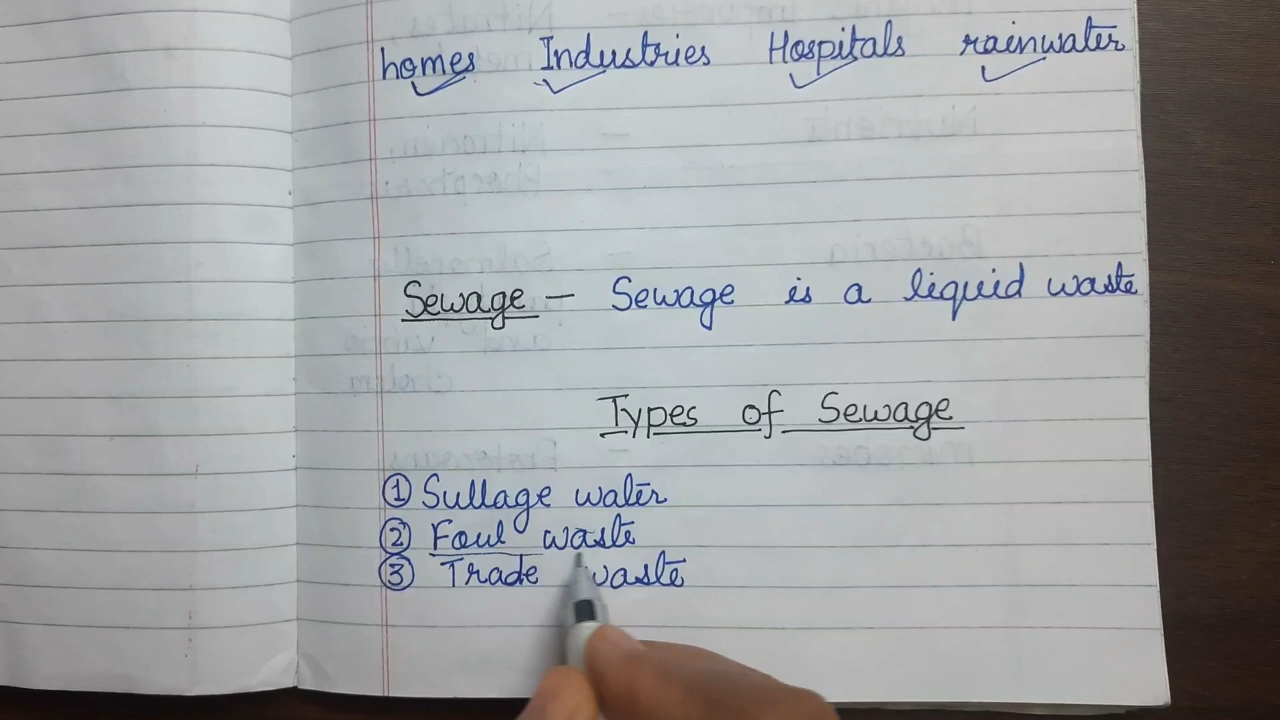 homes Industries Hospitals rainwater
Sewage – Sewage is a liquid waste
Types of Sewage
① Sullage water
② Foul waste
③ Trade waste